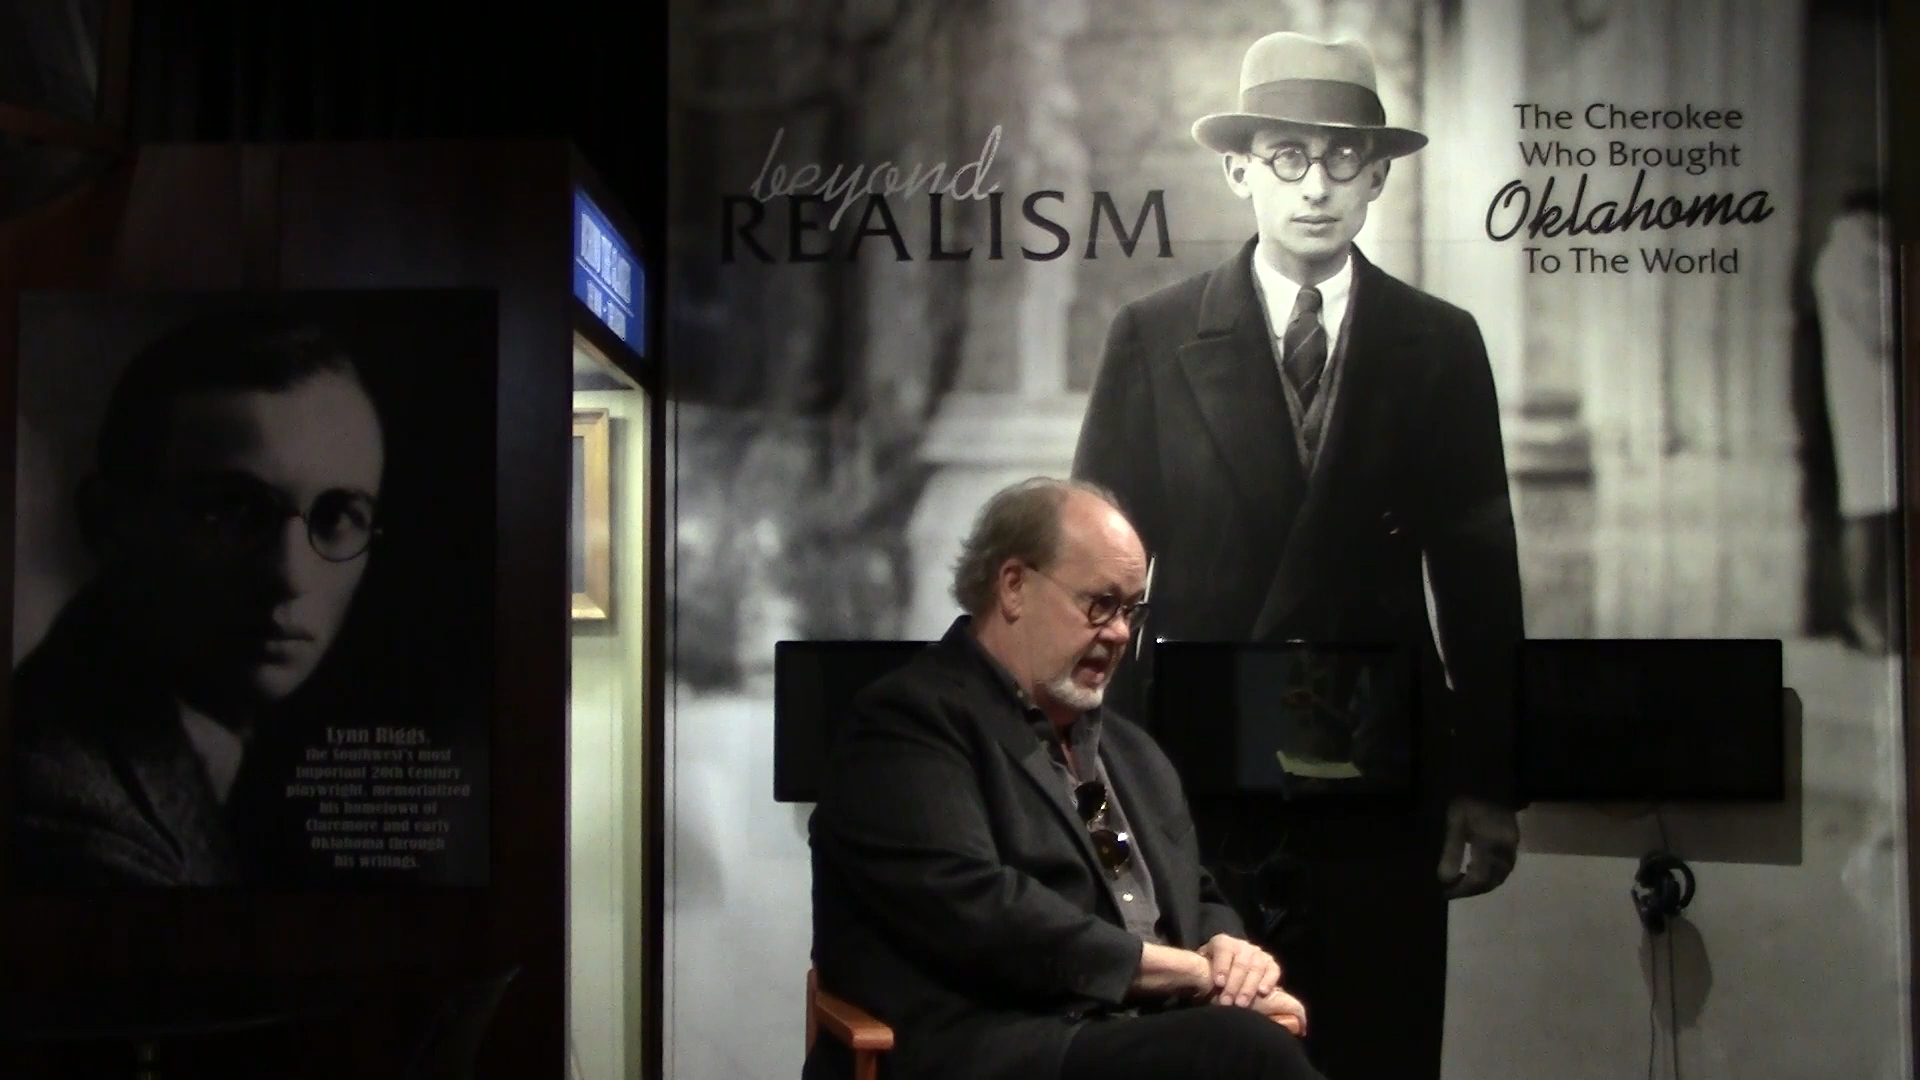 beyond
REALISM
The Cherokee
Who Brought
Oklahoma
To The World
Lynn Riggs,
the Southwest's most
important 20th Century
playwright, memorialized
his hometown of
Claremore and early
Oklahoma through
his writings.